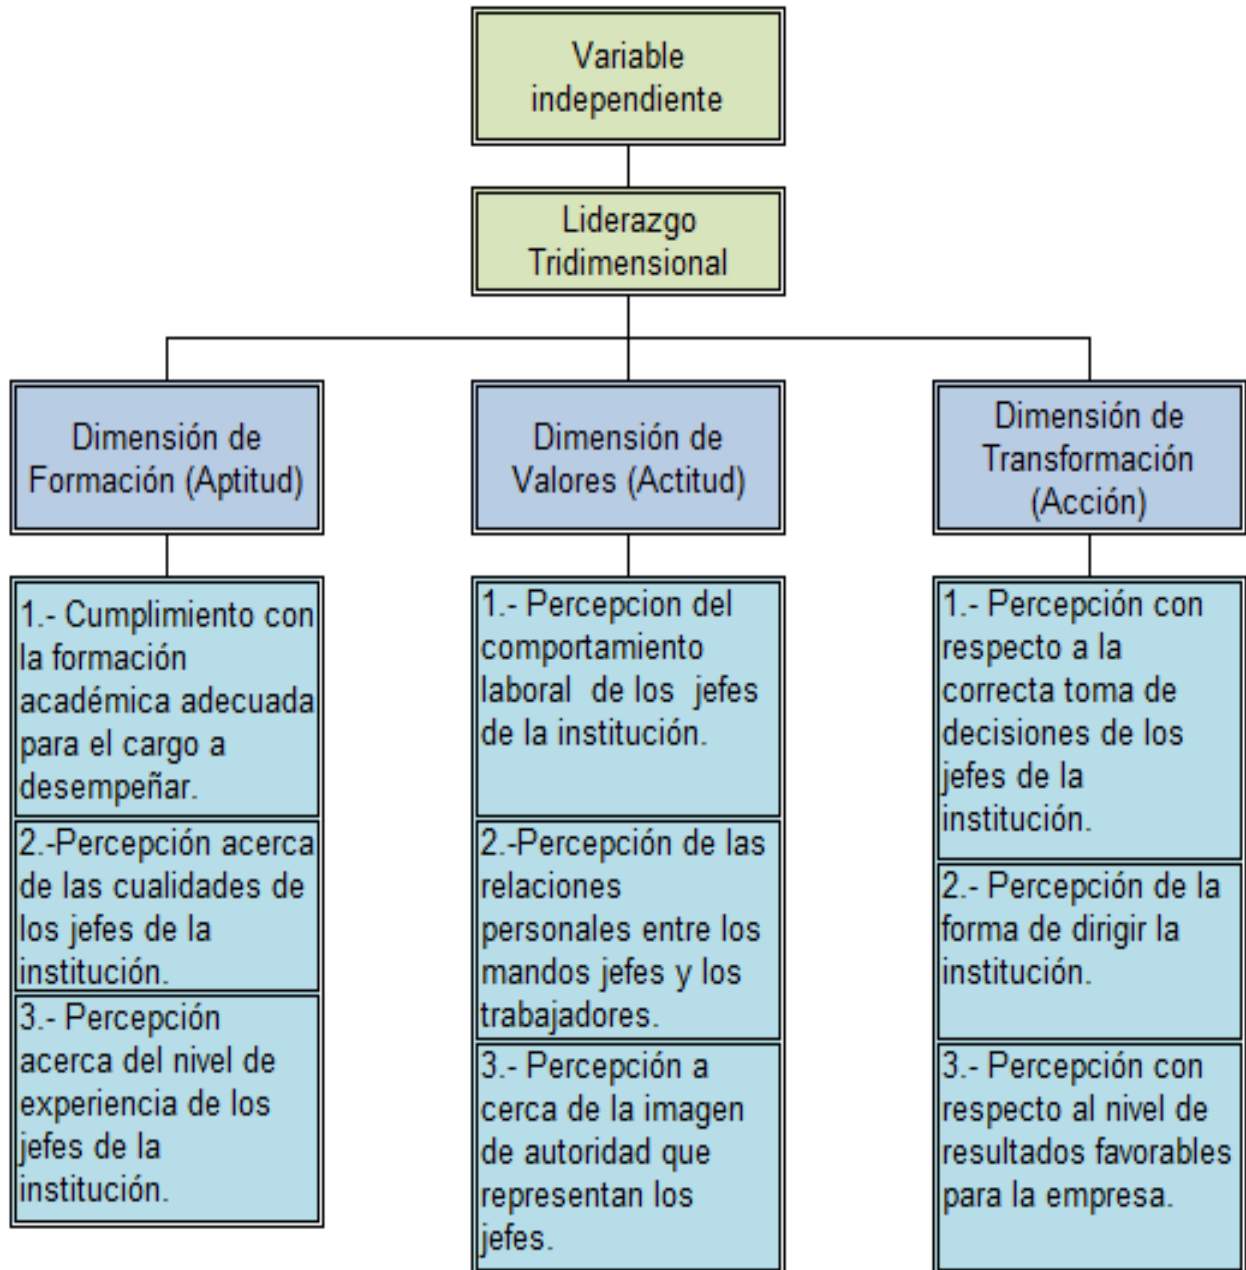 Variable
independiente
Liderazgo
Tridimensional
Dimensión de
Formación (Aptitud)
1.- Cumplimiento con
la formación
académica adecuada
para el cargo a
desempeñar.
2.-Percepción acerca
de las cualidades de
los jefes de la
institución.
3.- Percepción
acerca del nivel de
experiencia de los
jefes de la
institución.
Dimensión de
Valores (Actitud)
1.- Percepcion del
comportamiento
laboral  de los  jefes
de la institución.
2.-Percepción de las
relaciones
personales entre los
mandos jefes y los
trabajadores.
3.- Percepción a
cerca de la imagen
de autoridad que
representan los
jefes.
Dimensión de
Transformación
(Acción)
1.- Percepción con
respecto a la
correcta toma de
decisiones de los
jefes de la
institución.
2.- Percepción de la
forma de dirigir la
institución.
3.- Percepción con
respecto al nivel de
resultados favorables
para la empresa.